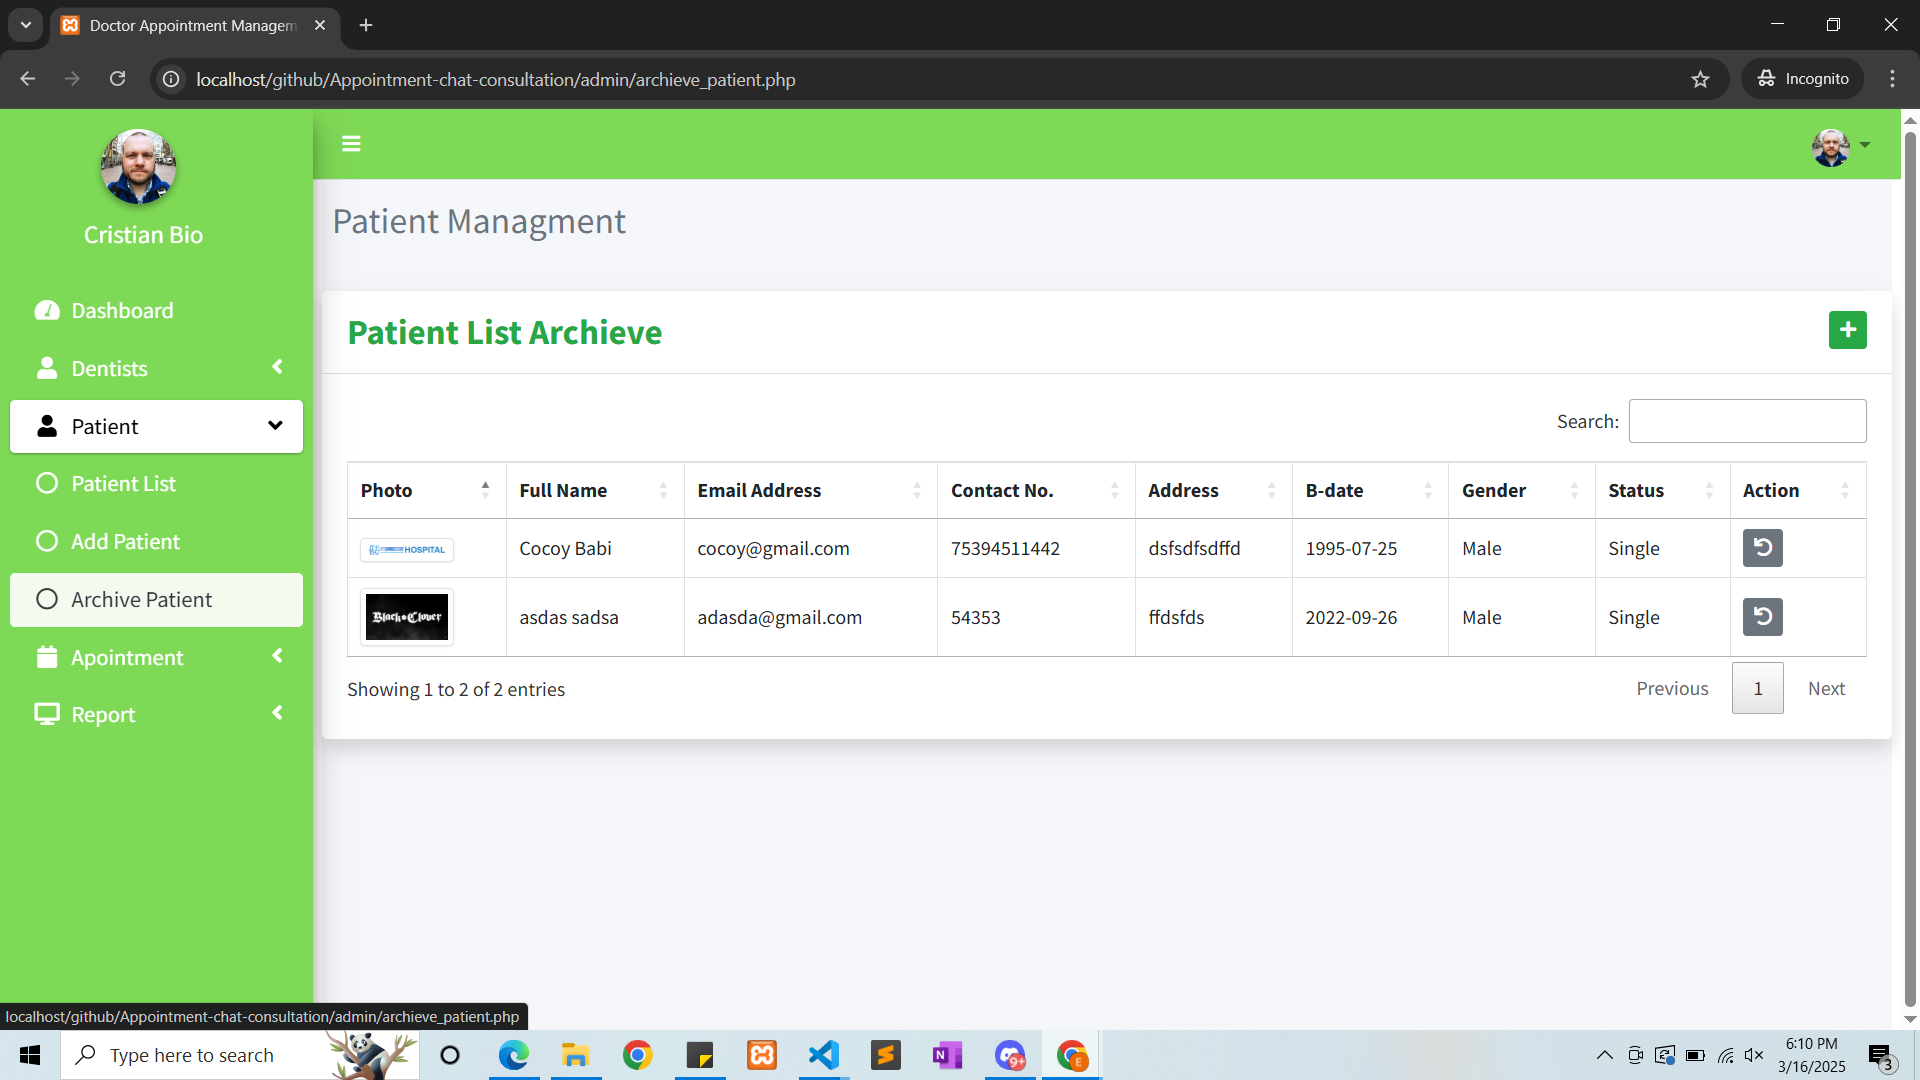 Doctor Appointment Managem
localhost/github/Appointment-chat-consultation/admin/archieve_patient.php
Incognito
Cristian Bio
Dashboard
Dentists
Patient
Patient List
Add Patient
Archive Patient
Apointment
Report
Patient Managment
Patient List Archieve
Search:
Photo Full Name Email Address Contact No. Address B-date Gender Status Action
HOSPITAL Cocoy Babi cocoy@gmail.com 75394511442 dsfsdfsdffd 1995-07-25 Male Single
Black Clover asdas sadsa adasda@gmail.com 54353 ffdsfds 2022-09-26 Male Single
Showing 1 to 2 of 2 entries
Previous 1 Next
localhost/github/Appointment-chat-consultation/admin/archieve_patient.php
Type here to search
9+
E
6:10 PM
3/16/2025
3